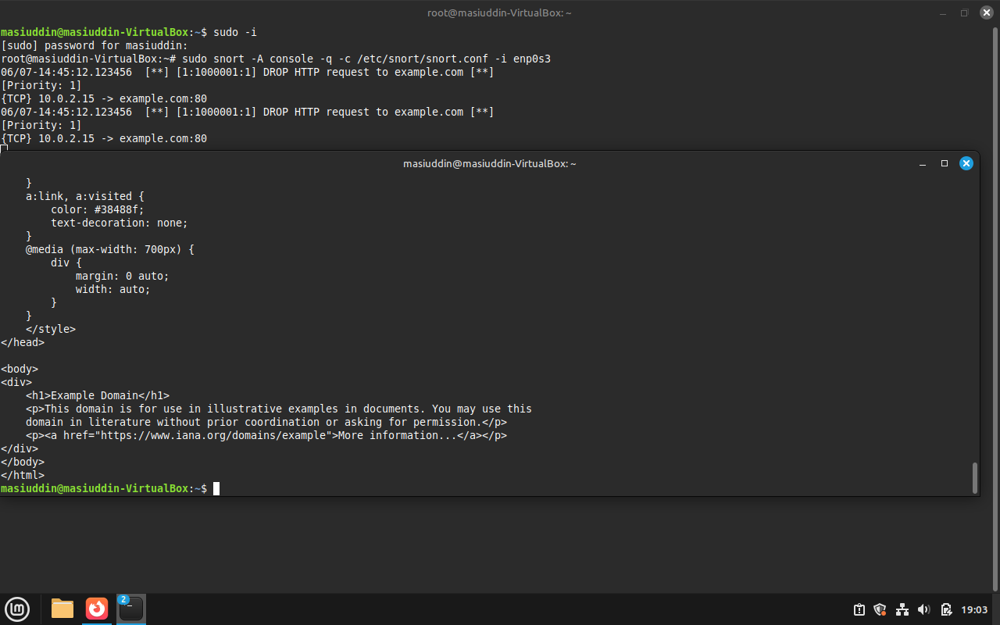 root@masiuddin-VirtualBox: ~
masiuddin@masiuddin-VirtualBox:~$ sudo -i
[sudo] password for masiuddin:
root@masiuddin-VirtualBox:~# sudo snort -A console -q -c /etc/snort/snort.conf -i enp0s3
06/07-14:45:12.123456  [**] [1:1000001:1] DROP HTTP request to example.com [**]
[Priority: 1]
{TCP} 10.0.2.15 -> example.com:80
06/07-14:45:12.123456  [**] [1:1000001:1] DROP HTTP request to example.com [**]
[Priority: 1]
{TCP} 10.0.2.15 -> example.com:80
masiuddin@masiuddin-VirtualBox: ~
    }
    a:link, a:visited {
        color: #38488f;
        text-decoration: none;
    }
    @media (max-width: 700px) {
        div {
            margin: 0 auto;
            width: auto;
        }
    }
    </style>
</head>

<body>
<div>
    <h1>Example Domain</h1>
    <p>This domain is for use in illustrative examples in documents. You may use this
    domain in literature without prior coordination or asking for permission.</p>
    <p><a href="https://www.iana.org/domains/example">More information...</a></p>
</div>
</body>
</html>
masiuddin@masiuddin-VirtualBox:~$
2
19:03